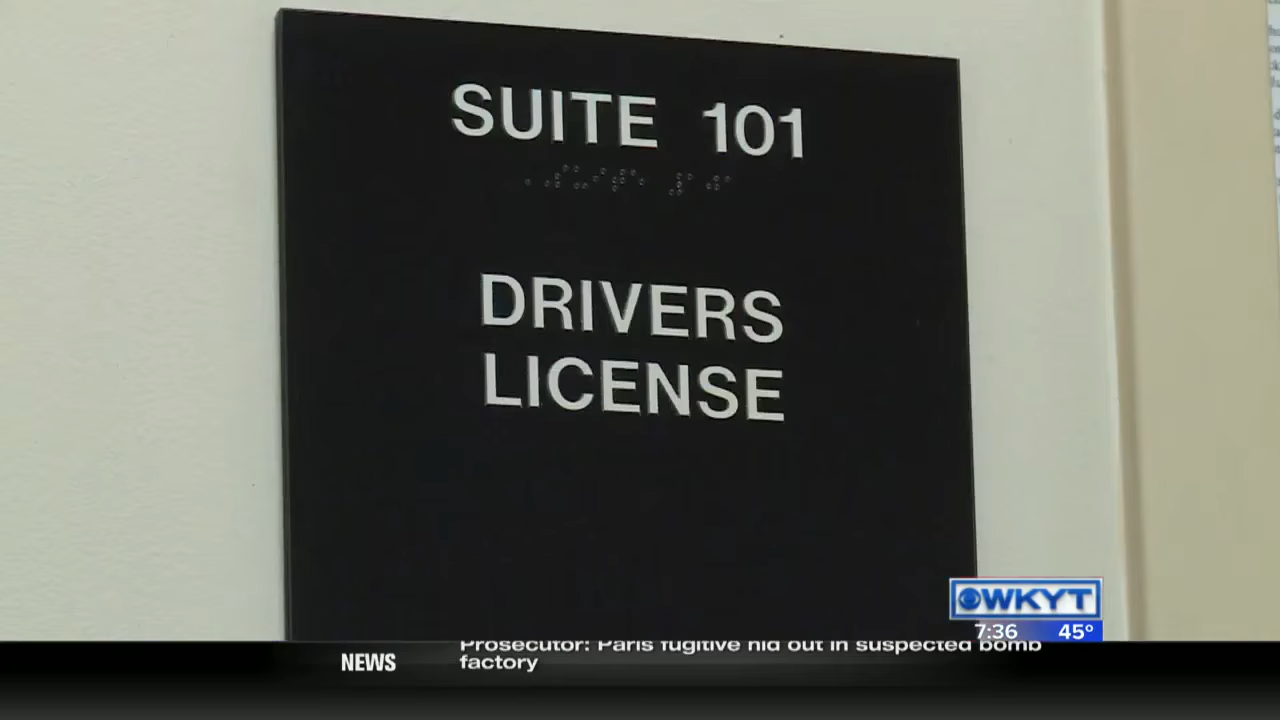 SUITE 101
DRIVERS
LICENSE
WKYT
7:36 45°
NEWS
Prosecutor: Paris fugitive hid out in suspected bomb
factory